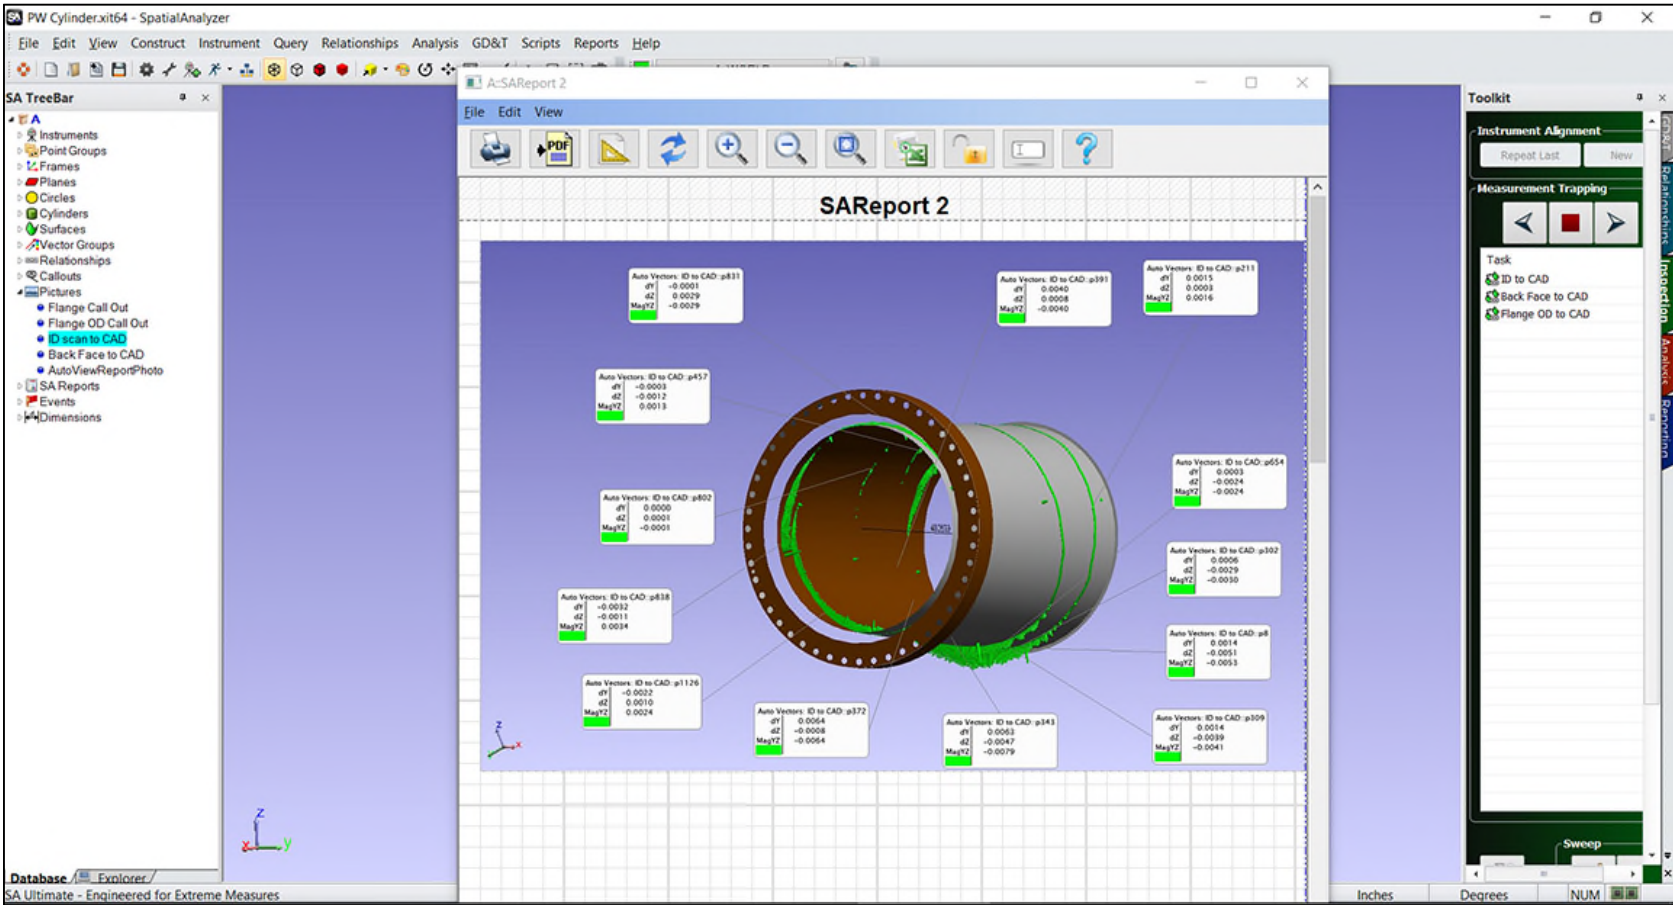 PW Cylinder.xit64 - SpatialAnalyzer
File Edit View Construct Instrument Query Relationships Analysis GD&T Scripts Reports Help
SA TreeBar
A
Instruments
Point Groups
Frames
Planes
Circles
Cylinders
Surfaces
Vector Groups
Relationships
Callouts
Pictures
Flange Call Out
Flange OD Call Out
ID scan to CAD
Back Face to CAD
AutoViewReportPhoto
SA Reports
Events
Dimensions
Database Explorer
SA Ultimate - Engineered for Extreme Measures
z
x
y
A::SAReport 2
File Edit View
PDF
SAReport 2
Auto Vectors: ID to CAD::p831
dY -0.0001
dZ 0.0029
MagYZ -0.0029
Auto Vectors: ID to CAD::p391
dY 0.0040
dZ 0.0008
MagYZ -0.0040
Auto Vectors: ID to CAD::p211
dY 0.0015
dZ 0.0003
MagYZ 0.0016
Auto Vectors: ID to CAD::p457
dY -0.0003
dZ -0.0012
MagYZ 0.0013
Auto Vectors: ID to CAD::p654
dY 0.0003
dZ -0.0024
MagYZ -0.0024
Auto Vectors: ID to CAD::p802
dY 0.0000
dZ 0.0001
MagYZ -0.0001
Auto Vectors: ID to CAD::p302
dY 0.0006
dZ -0.0029
MagYZ -0.0030
Auto Vectors: ID to CAD::p838
dY -0.0032
dZ -0.0011
MagYZ 0.0034
Auto Vectors: ID to CAD::p8
dY 0.0014
dZ -0.0051
MagYZ -0.0053
Auto Vectors: ID to CAD::p1126
dY -0.0022
dZ 0.0010
MagYZ 0.0024
Auto Vectors: ID to CAD::p372
dY 0.0064
dZ -0.0008
MagYZ -0.0064
Auto Vectors: ID to CAD::p343
dY 0.0063
dZ -0.0047
MagYZ -0.0079
Auto Vectors: ID to CAD::p309
dY 0.0014
dZ -0.0039
MagYZ -0.0041
z
x
Toolkit
Instrument Alignment
Repeat Last New
Measurement Trapping
Task
ID to CAD
Back Face to CAD
Flange OD to CAD
Sweep
GD&T
Relationships
Inspection
Analysis
Reporting
Inches Degrees NUM